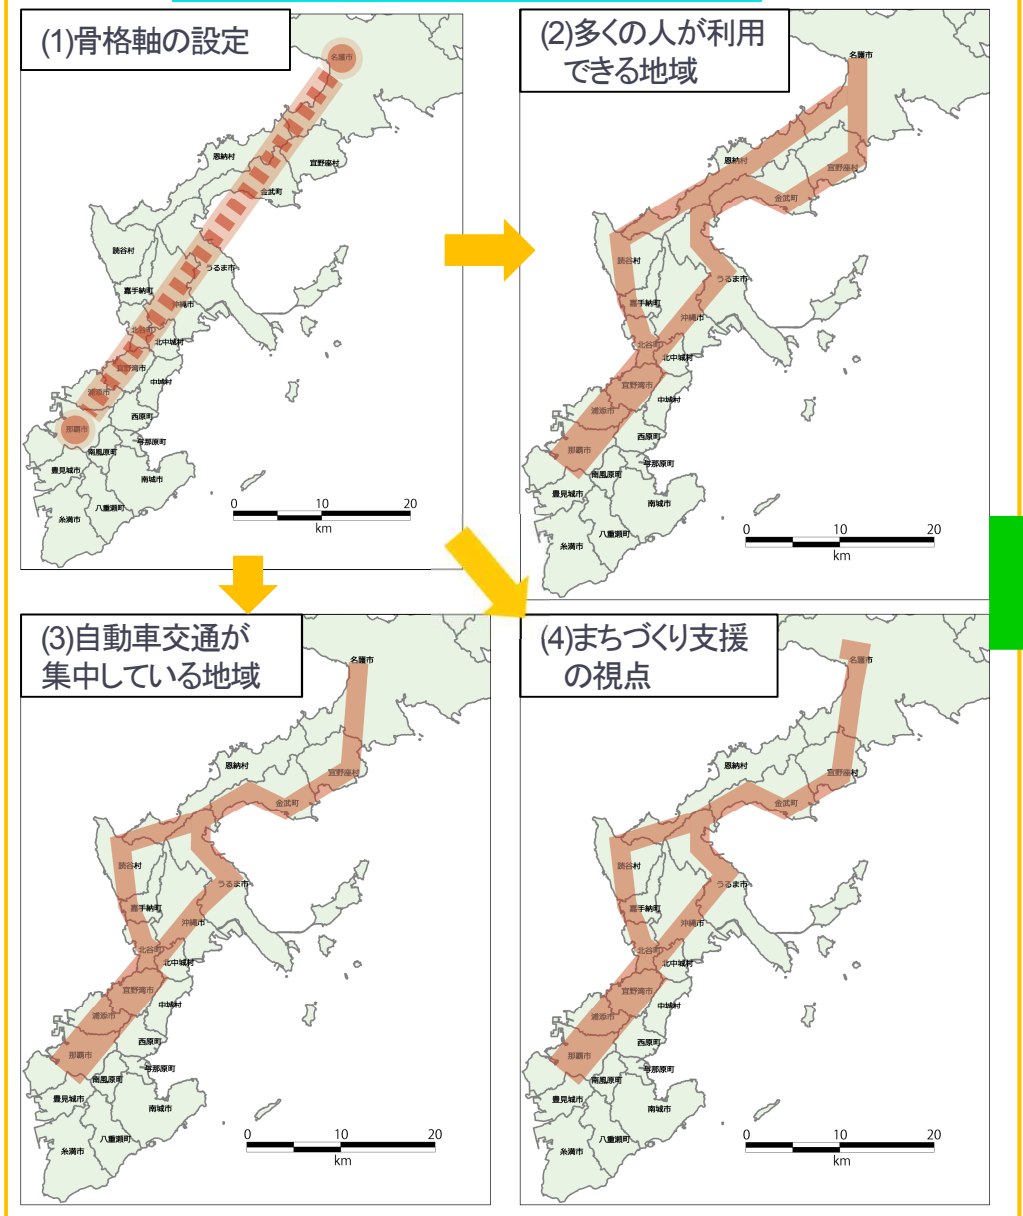 (1)骨格軸の設定
名護市
恩納村
宜野座村
金武町
読谷村
うるま市
嘉手納町
沖縄市
北谷町
北中城村
宜野湾市
中城村
浦添市
西原町
那覇市
与那原町
南風原町
豊見城市
南城市
八重瀬町
糸満市
0 10 20
km
(2)多くの人が利用
できる地域
名護市
恩納村
宜野座村
金武町
読谷村
うるま市
嘉手納町
沖縄市
北谷町
北中城村
宜野湾市
中城村
浦添市
西原町
那覇市
与那原町
南風原町
豊見城市
南城市
八重瀬町
糸満市
0 10 20
km
(3)自動車交通が
集中している地域
名護市
恩納村
宜野座村
金武町
読谷村
うるま市
嘉手納町
沖縄市
北谷町
北中城村
宜野湾市
中城村
浦添市
西原町
那覇市
与那原町
南風原町
豊見城市
南城市
八重瀬町
糸満市
0 10 20
km
(4)まちづくり支援
の視点
名護市
恩納村
宜野座村
金武町
読谷村
うるま市
嘉手納町
沖縄市
北谷町
北中城村
宜野湾市
中城村
浦添市
西原町
那覇市
与那原町
南風原町
豊見城市
南城市
八重瀬町
糸満市
0 10 20
km